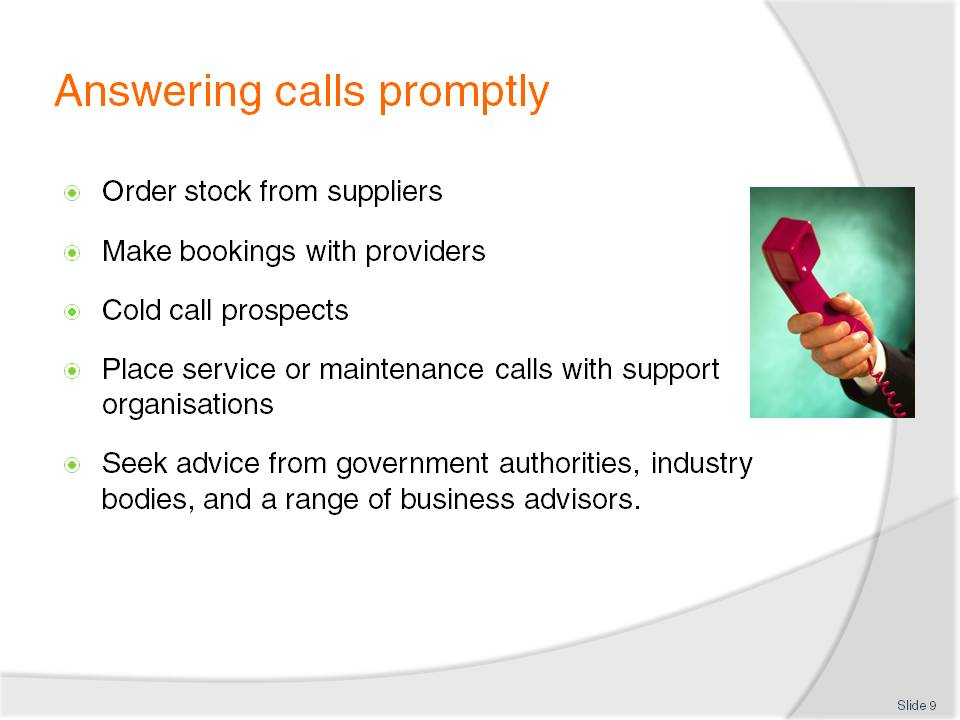 Answering calls promptly
Order stock from suppliers
Make bookings with providers
Cold call prospects
Place service or maintenance calls with support
organisations
Seek advice from government authorities, industry
bodies, and a range of business advisors.
Slide 9